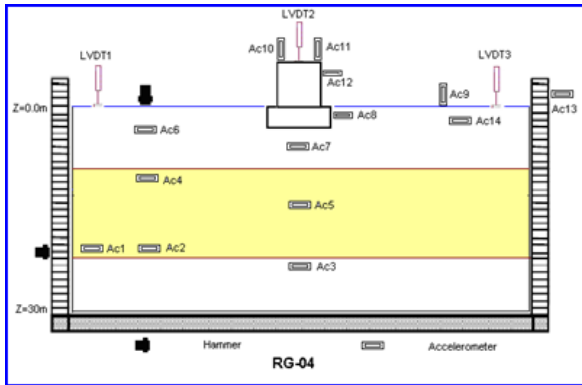 LVDT2
Ac10
Ac11
LVDT1
LVDT3
Ac12
Ac9
Z=0.0m
Ac13
Ac8
Ac14
Ac6
Ac7
Ac4
Ac5
Ac1
Ac2
Ac3
Z=30m
Hammer
Accelerometer
RG-04